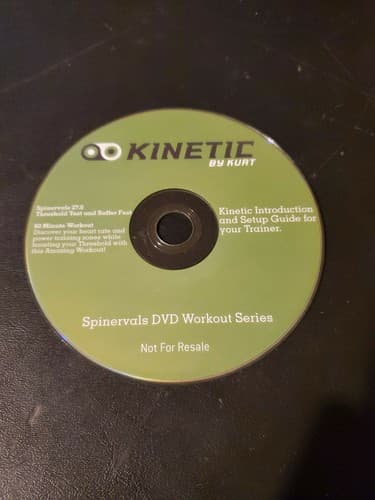 KINETIC
BY KURT
Spinervals 27.0
Threshold Test and Suffer Fest
60 Minute Workout
Discover your heart rate and
power training zones while
boosting your Threshold with
this Amazing Workout!
Kinetic Introduction
and Setup Guide for
your Trainer.
Spinervals DVD Workout Series
Not For Resale